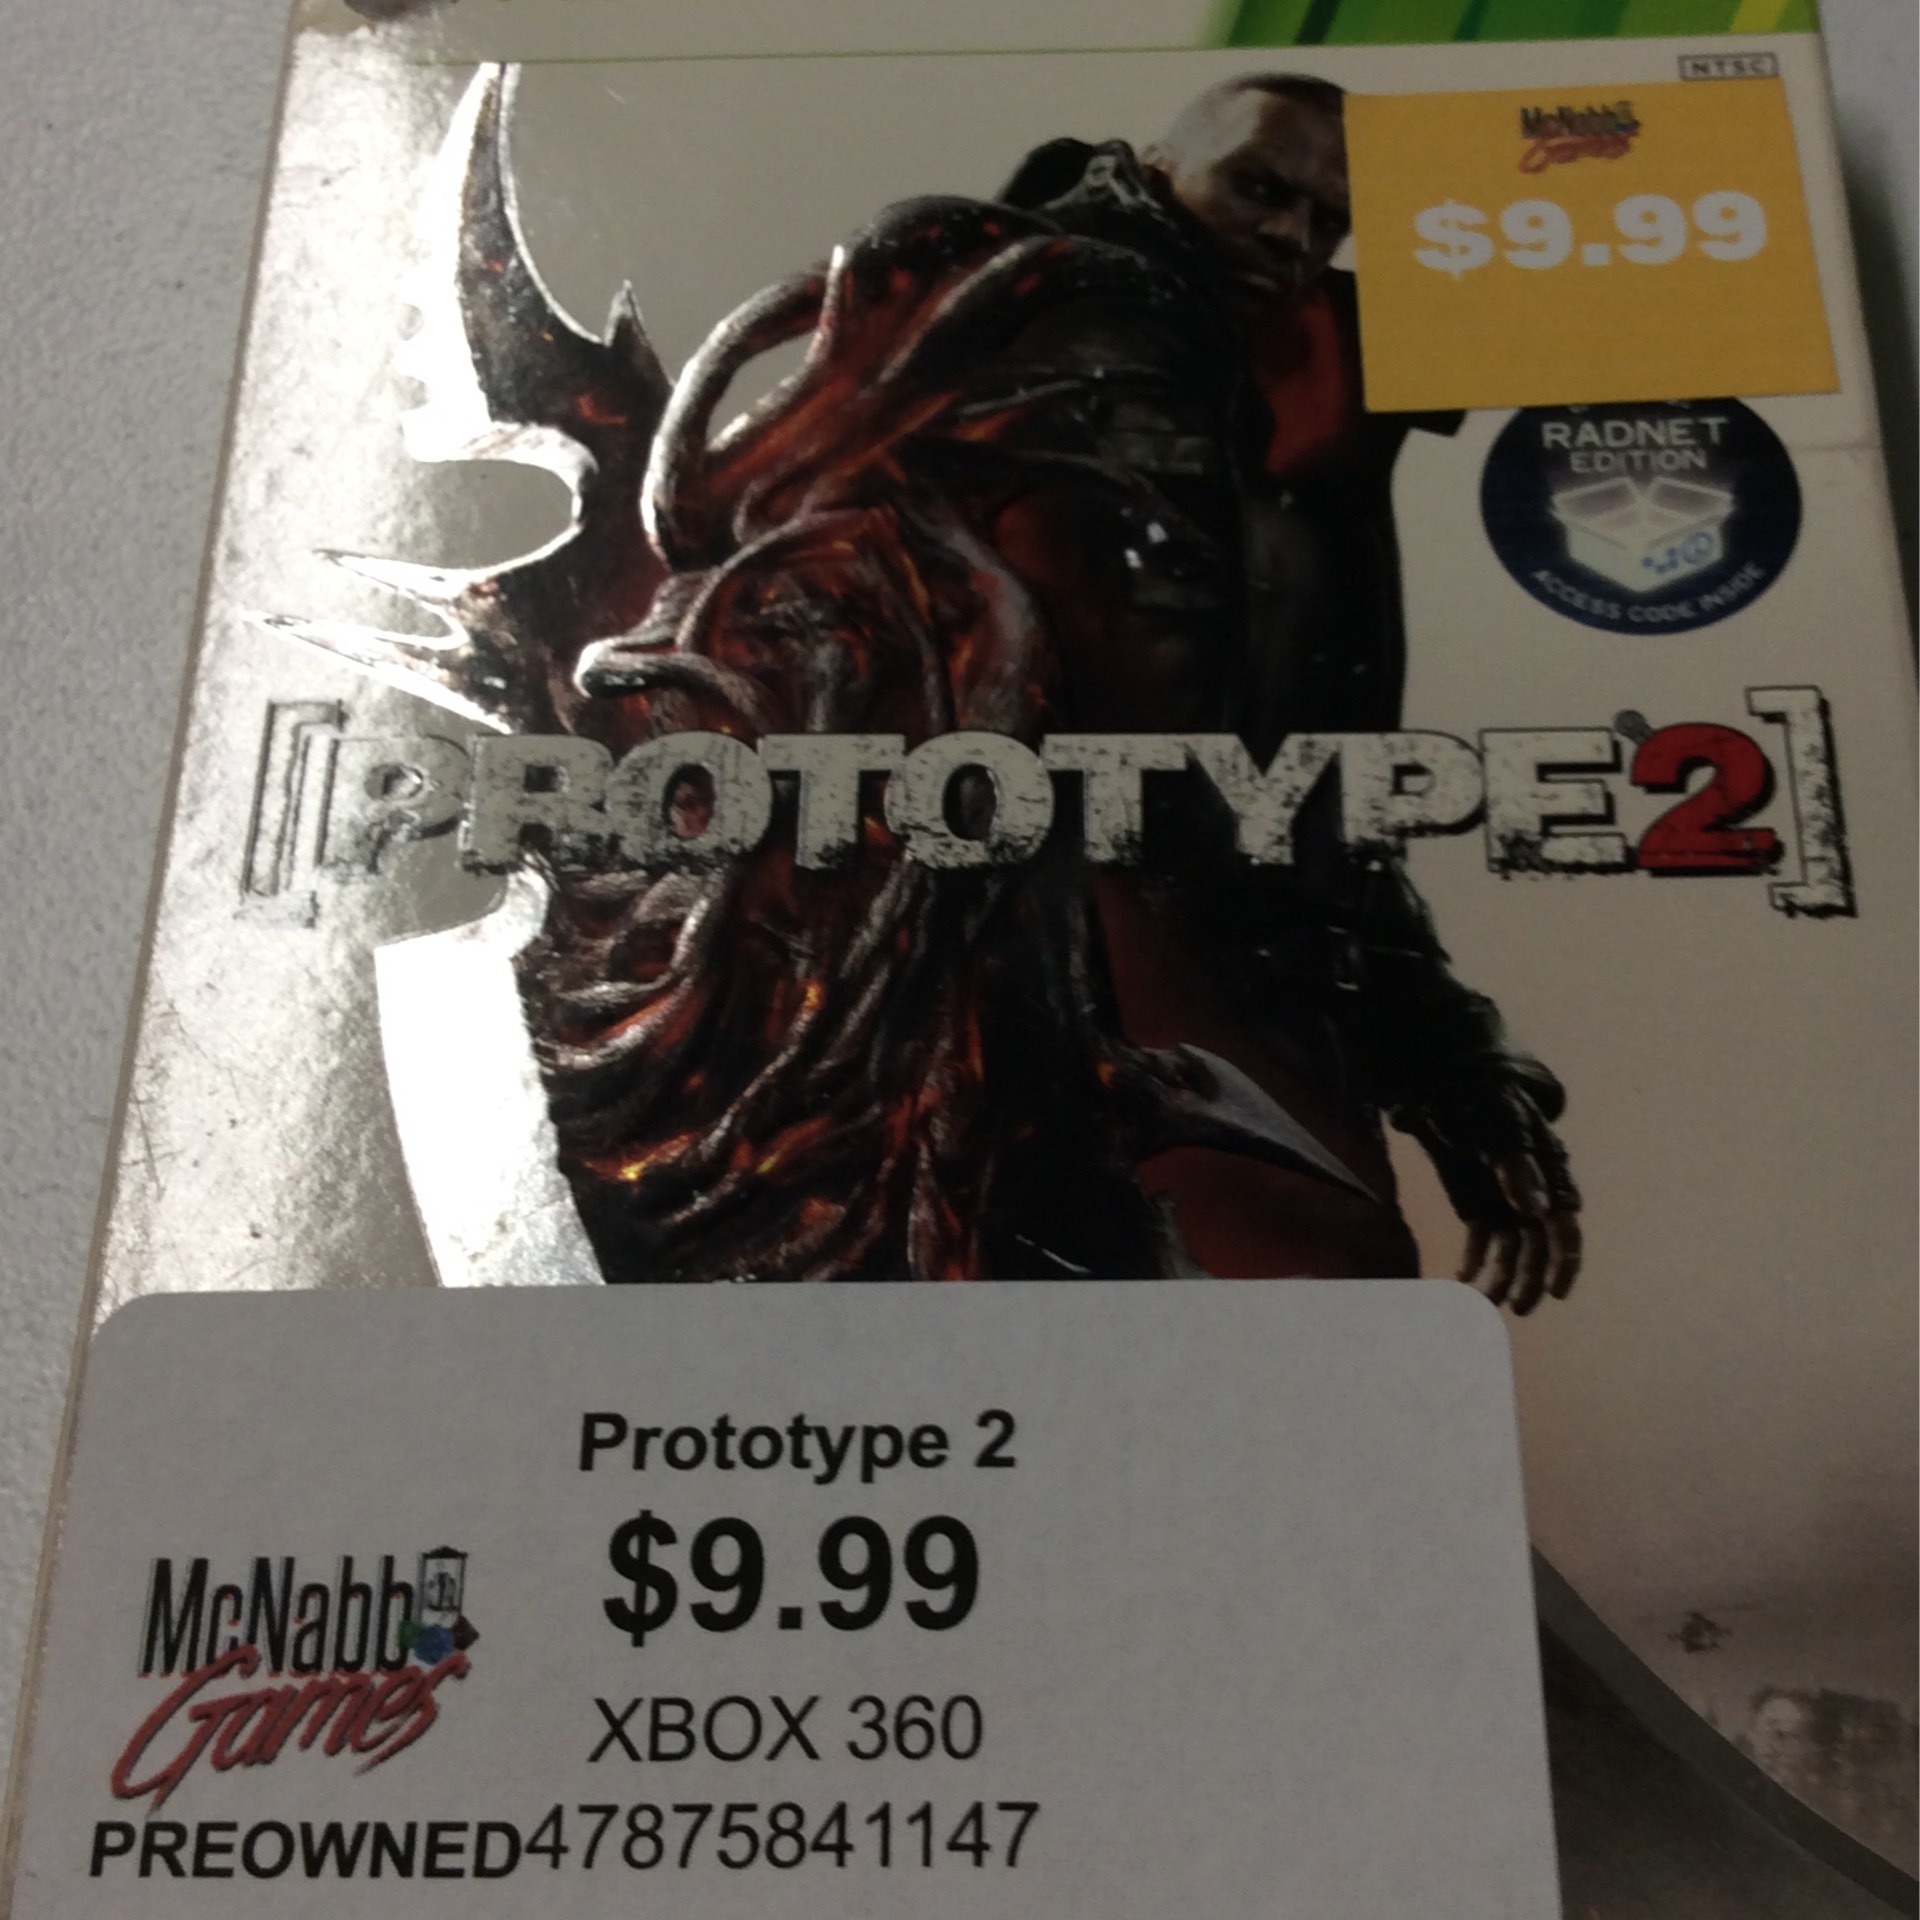 NTSC
McNabb
Games
$9.99
RADNET
EDITION
ACCESS CODE INSIDE
[PROTOTYPE 2]
Prototype 2
$9.99
McNabb
Games
XBOX 360
PREOWNED 47875841147